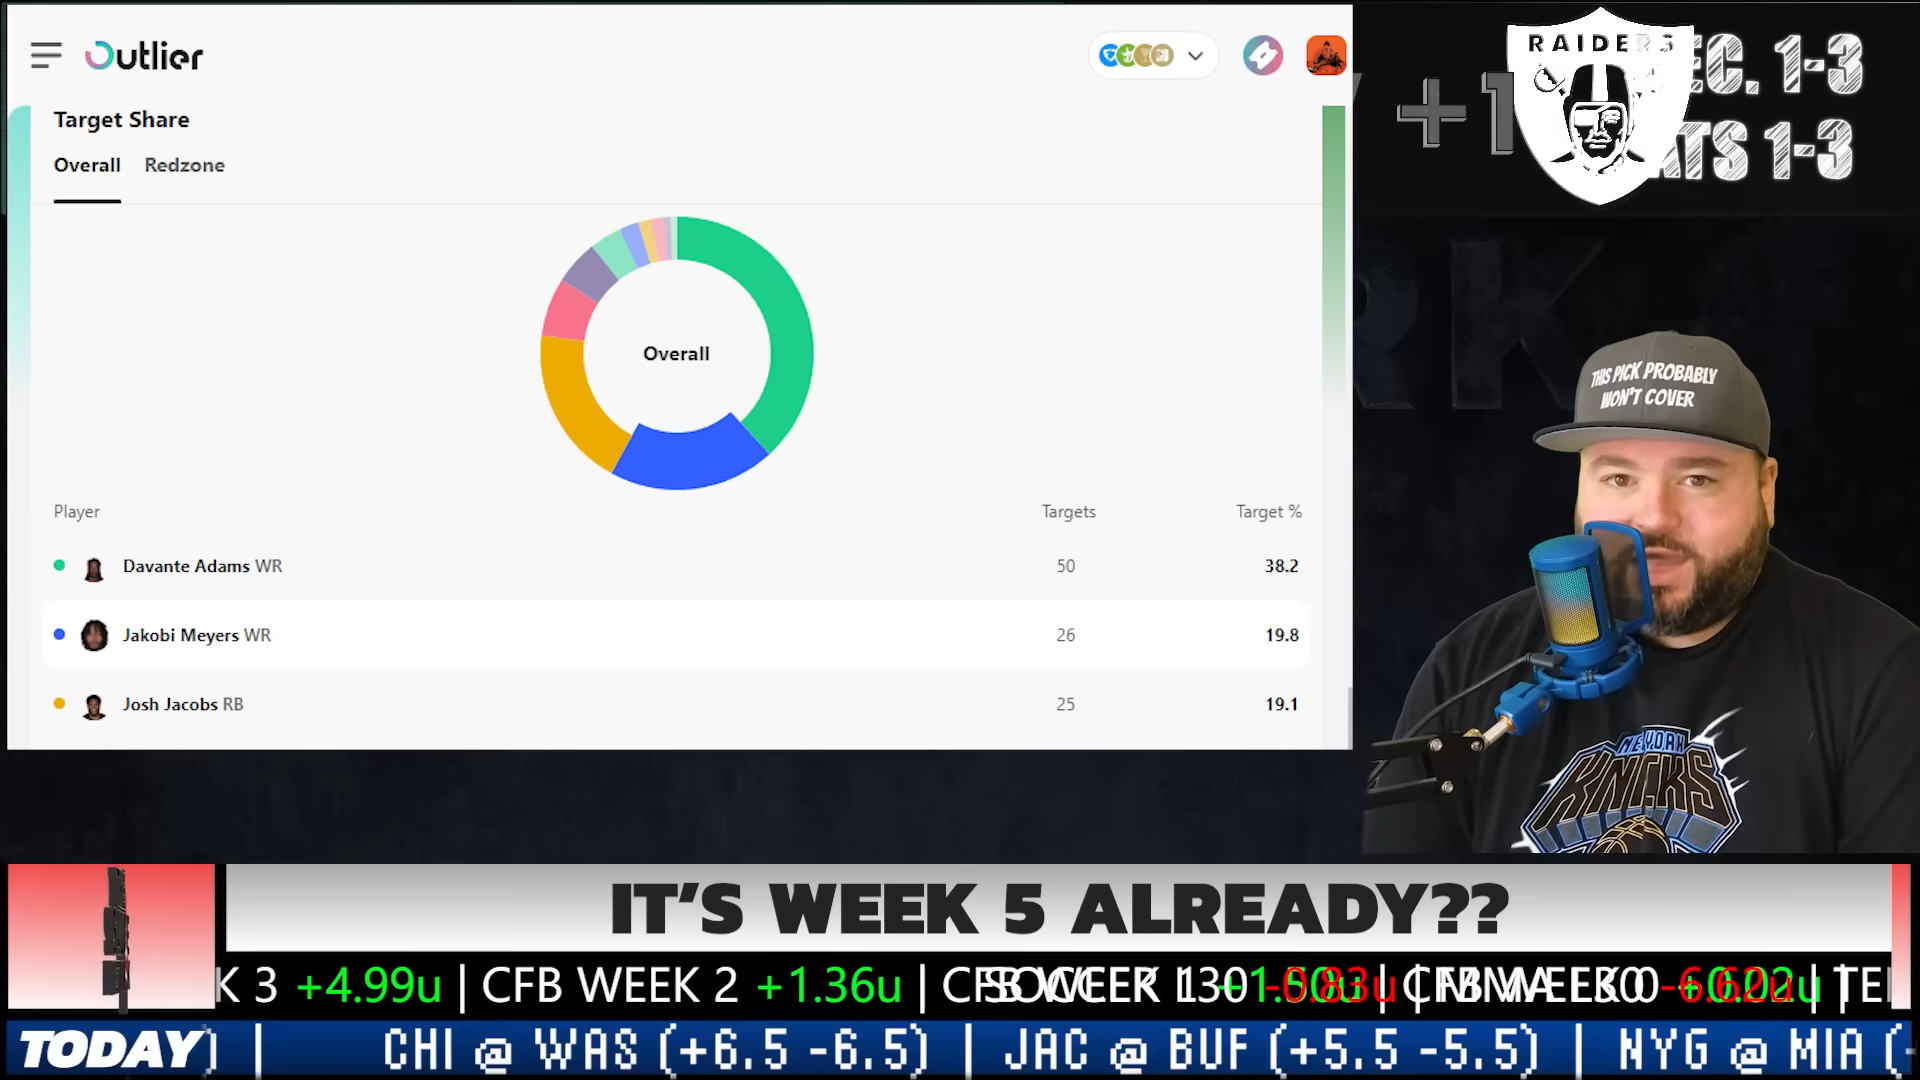 Outlier
Target Share
Overall Redzone
Overall
Player Targets Target %
Davante Adams WR 50 38.2
Jakobi Meyers WR 26 19.8
Josh Jacobs RB 25 19.1
RAIDERS
1-3
ATS 1-3
THIS PICK PROBABLY
WON'T COVER
NEW YORK
KNICKS
IT'S WEEK 5 ALREADY??
K 3 +4.99u | CFB WEEK 2 +1.36u |
TODAY) | CHI @ WAS (+6.5 -6.5) | JAC @ BUF (+5.5 -5.5) | NYG @ MIA (-